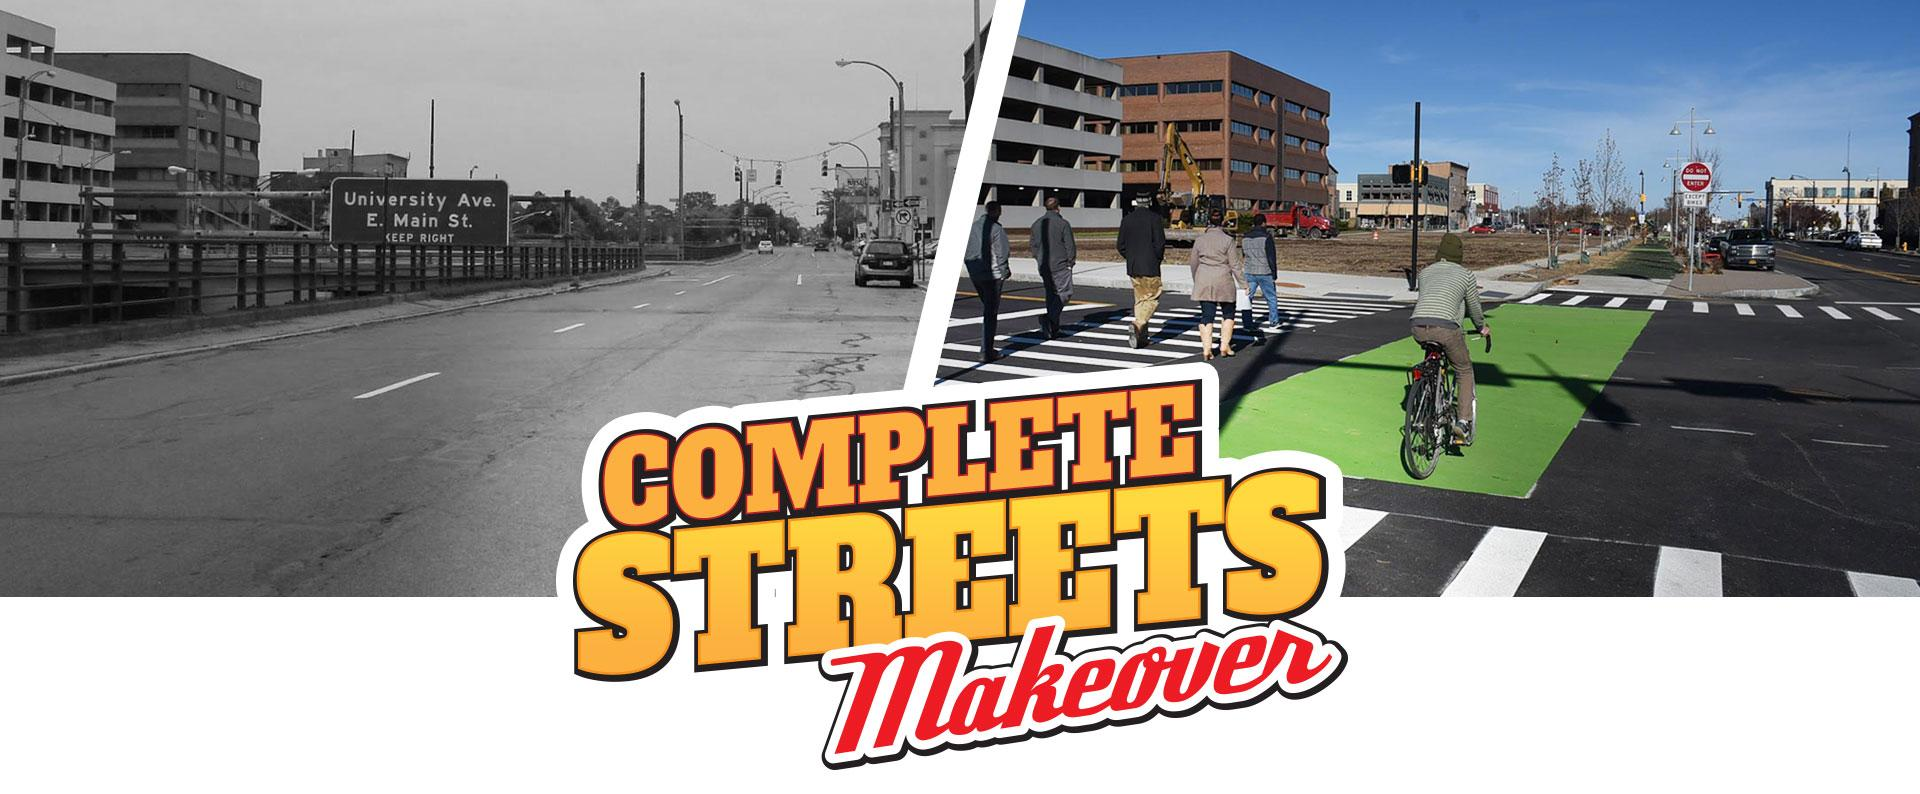 University Ave.
E. Main St.
KEEP RIGHT
DO NOT
ENTER
EXCEPT
BIKES
COMPLETE
STREETS
Makeover